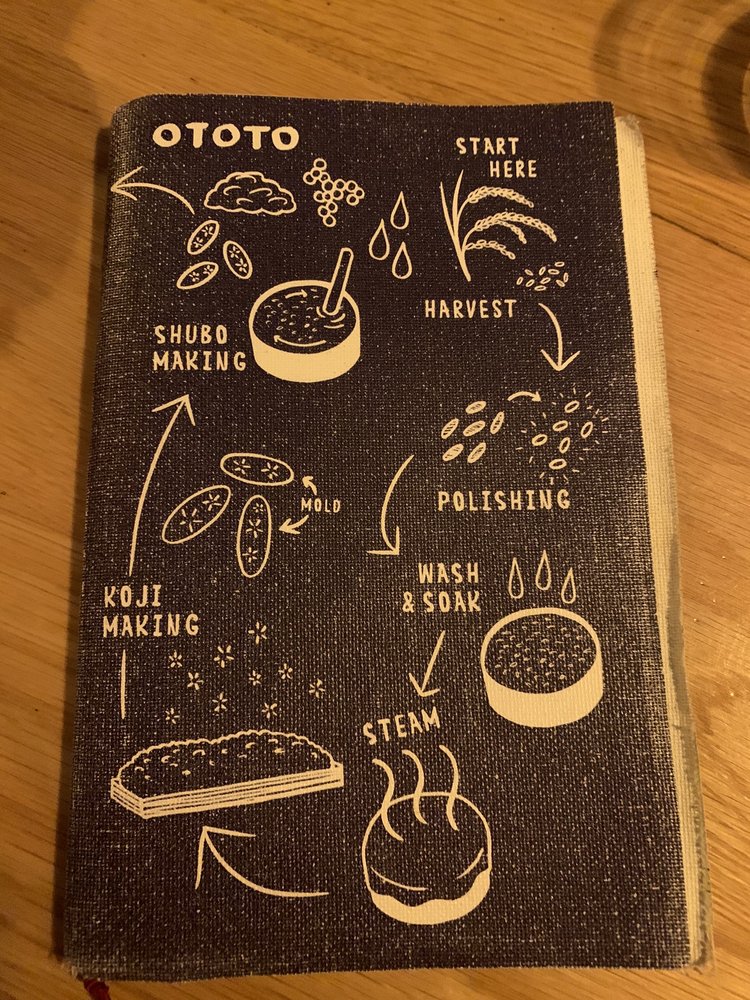 OTOTO
START
HERE
HARVEST
POLISHING
WASH
& SOAK
STEAM
KOJI
MAKING
MOLD
SHUBO
MAKING